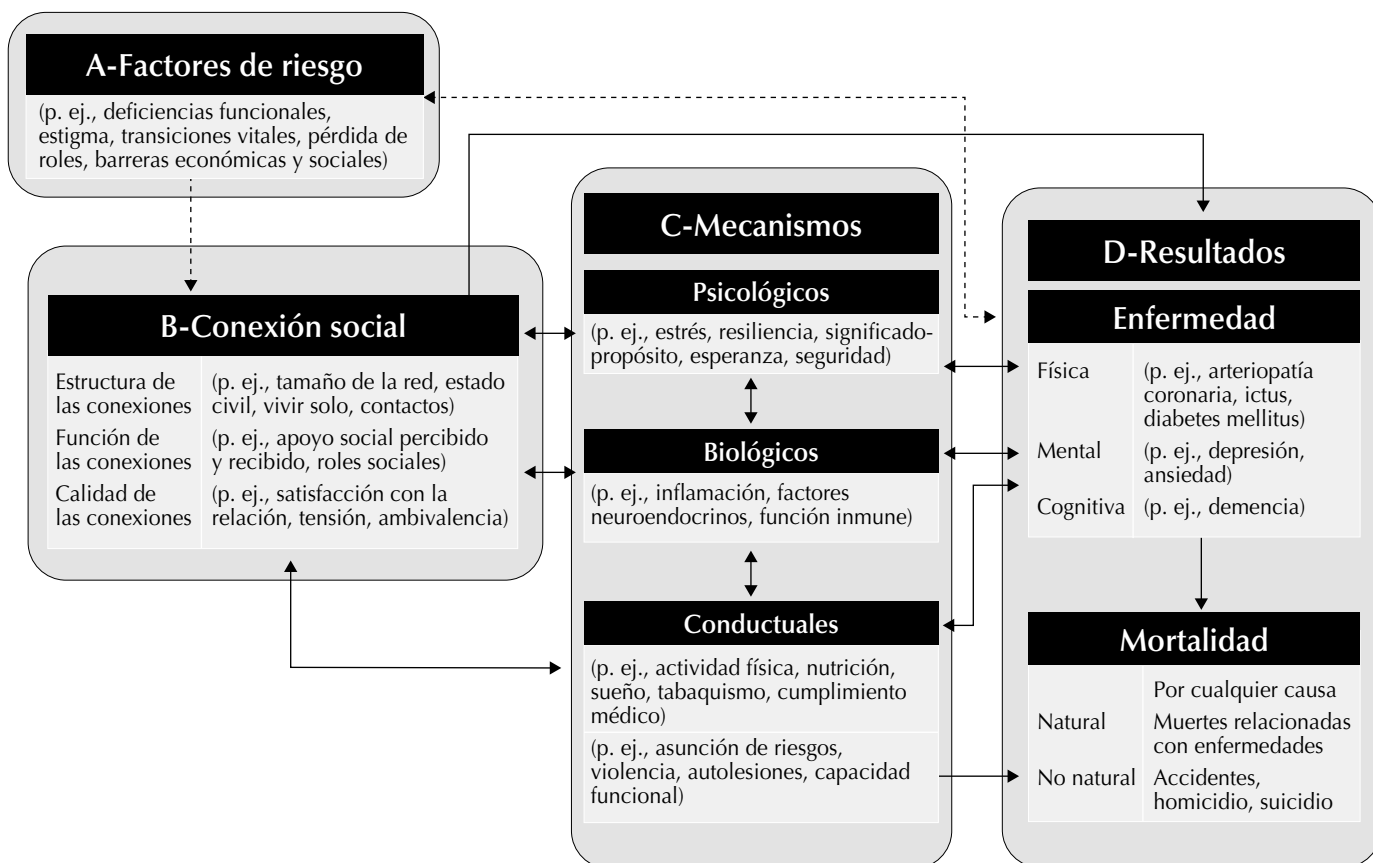 A-Factores de riesgo
(p. ej., deficiencias funcionales,
estigma, transiciones vitales, pérdida de
roles, barreras económicas y sociales)
B-Conexión social
Estructura de
las conexiones
(p. ej., tamaño de la red, estado
civil, vivir solo, contactos)
Función de
las conexiones
(p. ej., apoyo social percibido
y recibido, roles sociales)
Calidad de
las conexiones
(p. ej., satisfacción con la
relación, tensión, ambivalencia)
C-Mecanismos
Psicológicos
(p. ej., estrés, resiliencia, significado-
propósito, esperanza, seguridad)
Biológicos
(p. ej., inflamación, factores
neuroendocrinos, función inmune)
Conductuales
(p. ej., actividad física, nutrición,
sueño, tabaquismo, cumplimiento
médico)
(p. ej., asunción de riesgos,
violencia, autolesiones, capacidad
funcional)
D-Resultados
Enfermedad
Física
(p. ej., arteriopatía
coronaria, ictus,
diabetes mellitus)
Mental
(p. ej., depresión,
ansiedad)
Cognitiva
(p. ej., demencia)
Mortalidad
Por cualquier causa
Natural
Muertes relacionadas
con enfermedades
No natural
Accidentes,
homicidio, suicidio